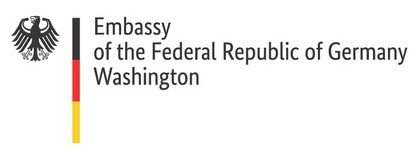 Embassy
of the Federal Republic of Germany
Washington